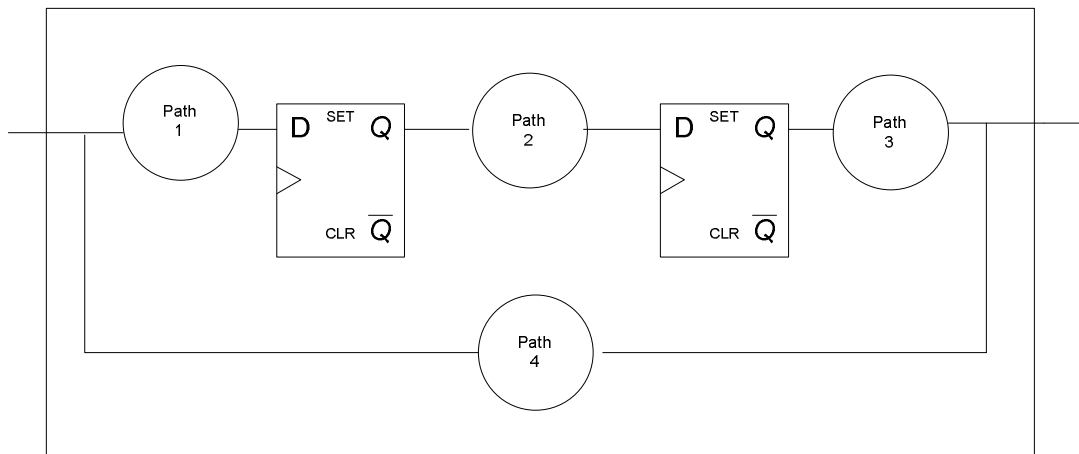 Path
1
D SET Q
CLR Q̅
Path
2
D SET Q
CLR Q̅
Path
3
Path
4